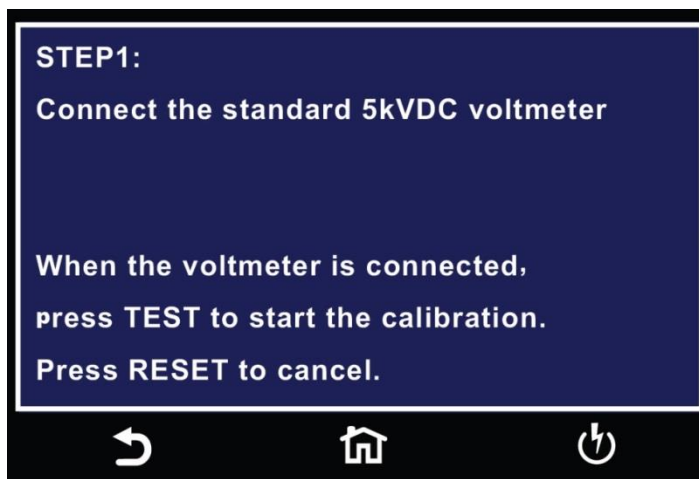 STEP1:
Connect the standard 5kVDC voltmeter
When the voltmeter is connected,
press TEST to start the calibration.
Press RESET to cancel.